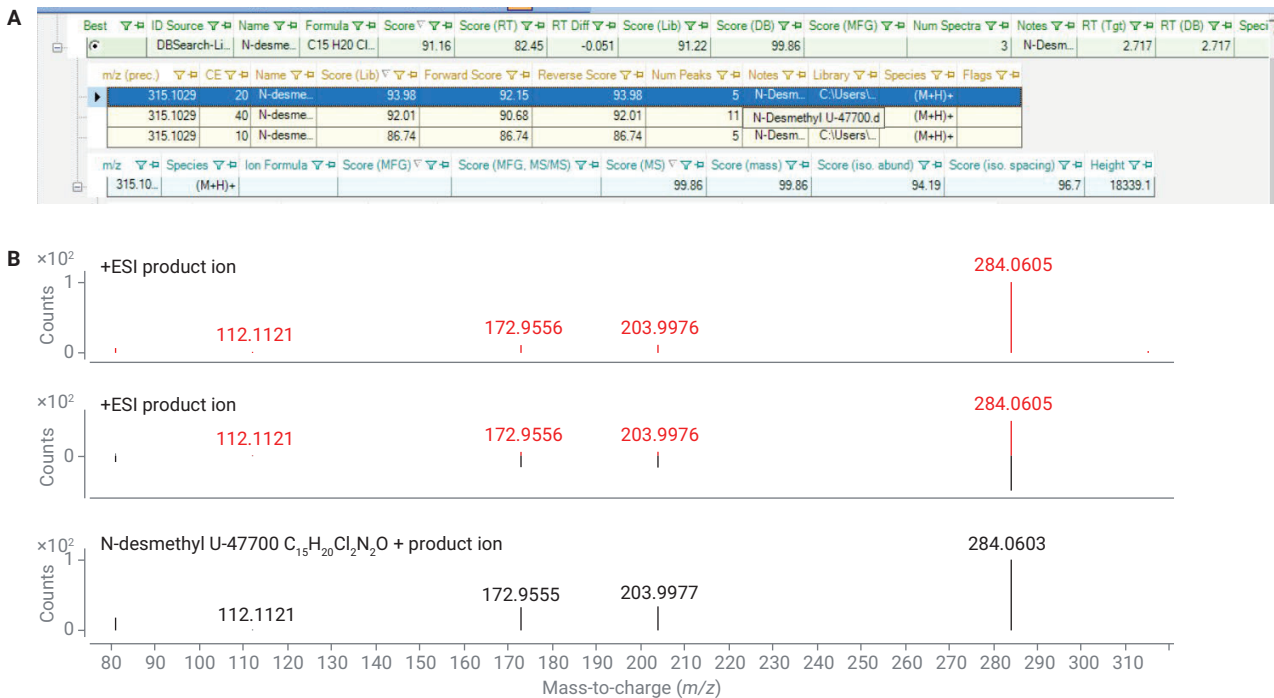 A
Best ID Source Name Formula Score Score (RT) RT Diff Score (Lib) Score (DB) Score (MFG) Num Spectra Notes RT (Tgt) RT (DB) Speci
DBSearch-Li... N-desme... C15 H20 Cl... 91.16 82.45 -0.051 91.22 99.86 3 N-Desm... 2.717 2.717
m/z (prec.) CE Name Score (Lib) Forward Score Reverse Score Num Peaks Notes Library Species Flags
315.1029 20 N-desme... 93.98 92.15 93.98 5 N-Desm... C:\Users\... (M+H)+
315.1029 40 N-desme... 92.01 90.68 92.01 11 N-Desmethyl U-47700.d (M+H)+
315.1029 10 N-desme... 86.74 86.74 86.74 5 N-Desm... C:\Users\... (M+H)+
m/z Species Ion Formula Score (MFG) Score (MFG, MS/MS) Score (MS) Score (mass) Score (iso. abund) Score (iso. spacing) Height
315.10... (M+H)+ 99.86 99.86 94.19 96.7 18339.1
B
×10²
+ESI product ion
284.0605
1
Counts
112.1121 172.9556 203.9976
0
×10²
+ESI product ion
284.0605
Counts
112.1121 172.9556 203.9976
0
×10²
N-desmethyl U-47700 C₁₅H₂₀Cl₂N₂O + product ion
284.0603
1
Counts
112.1121 172.9555 203.9977
0
80 90 100 110 120 130 140 150 160 170 180 190 200 210 220 230 240 250 260 270 280 290 300 310
Mass-to-charge (m/z)